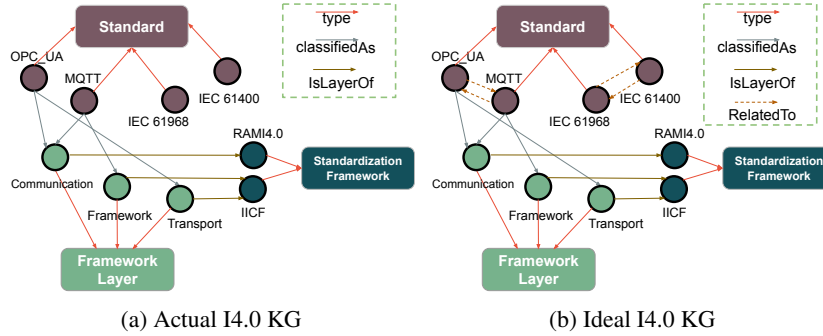 Standard
type
classifiedAs
IsLayerOf
OPC_UA
MQTT
IEC 61968
IEC 61400
RAMI4.0
Communication
Framework
Transport
IICF
Standardization
Framework
Framework
Layer
(a) Actual I4.0 KG
Standard
type
classifiedAs
IsLayerOf
RelatedTo
OPC_UA
MQTT
IEC 61968
IEC 61400
RAMI4.0
Communication
Framework
Transport
IICF
Standardization
Framework
Framework
Layer
(b) Ideal I4.0 KG